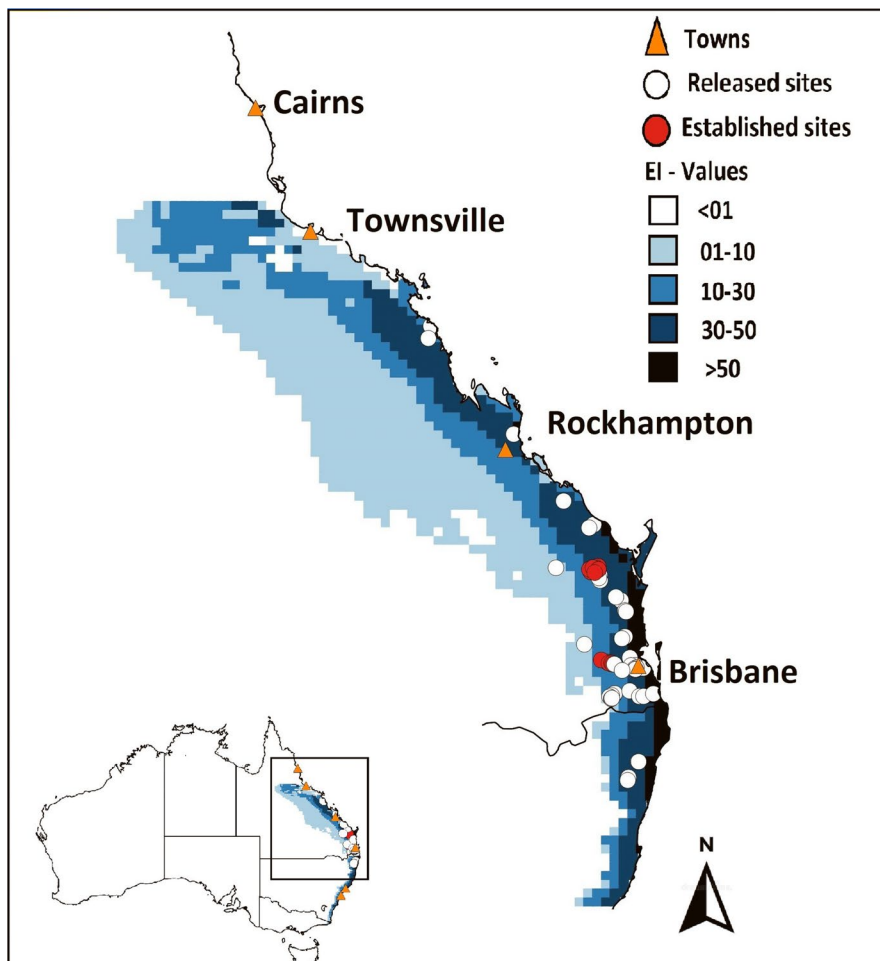 Towns
Cairns
Released sites
Established sites
EI - Values
<01
Townsville
01-10
10-30
30-50
>50
Rockhampton
Brisbane
N